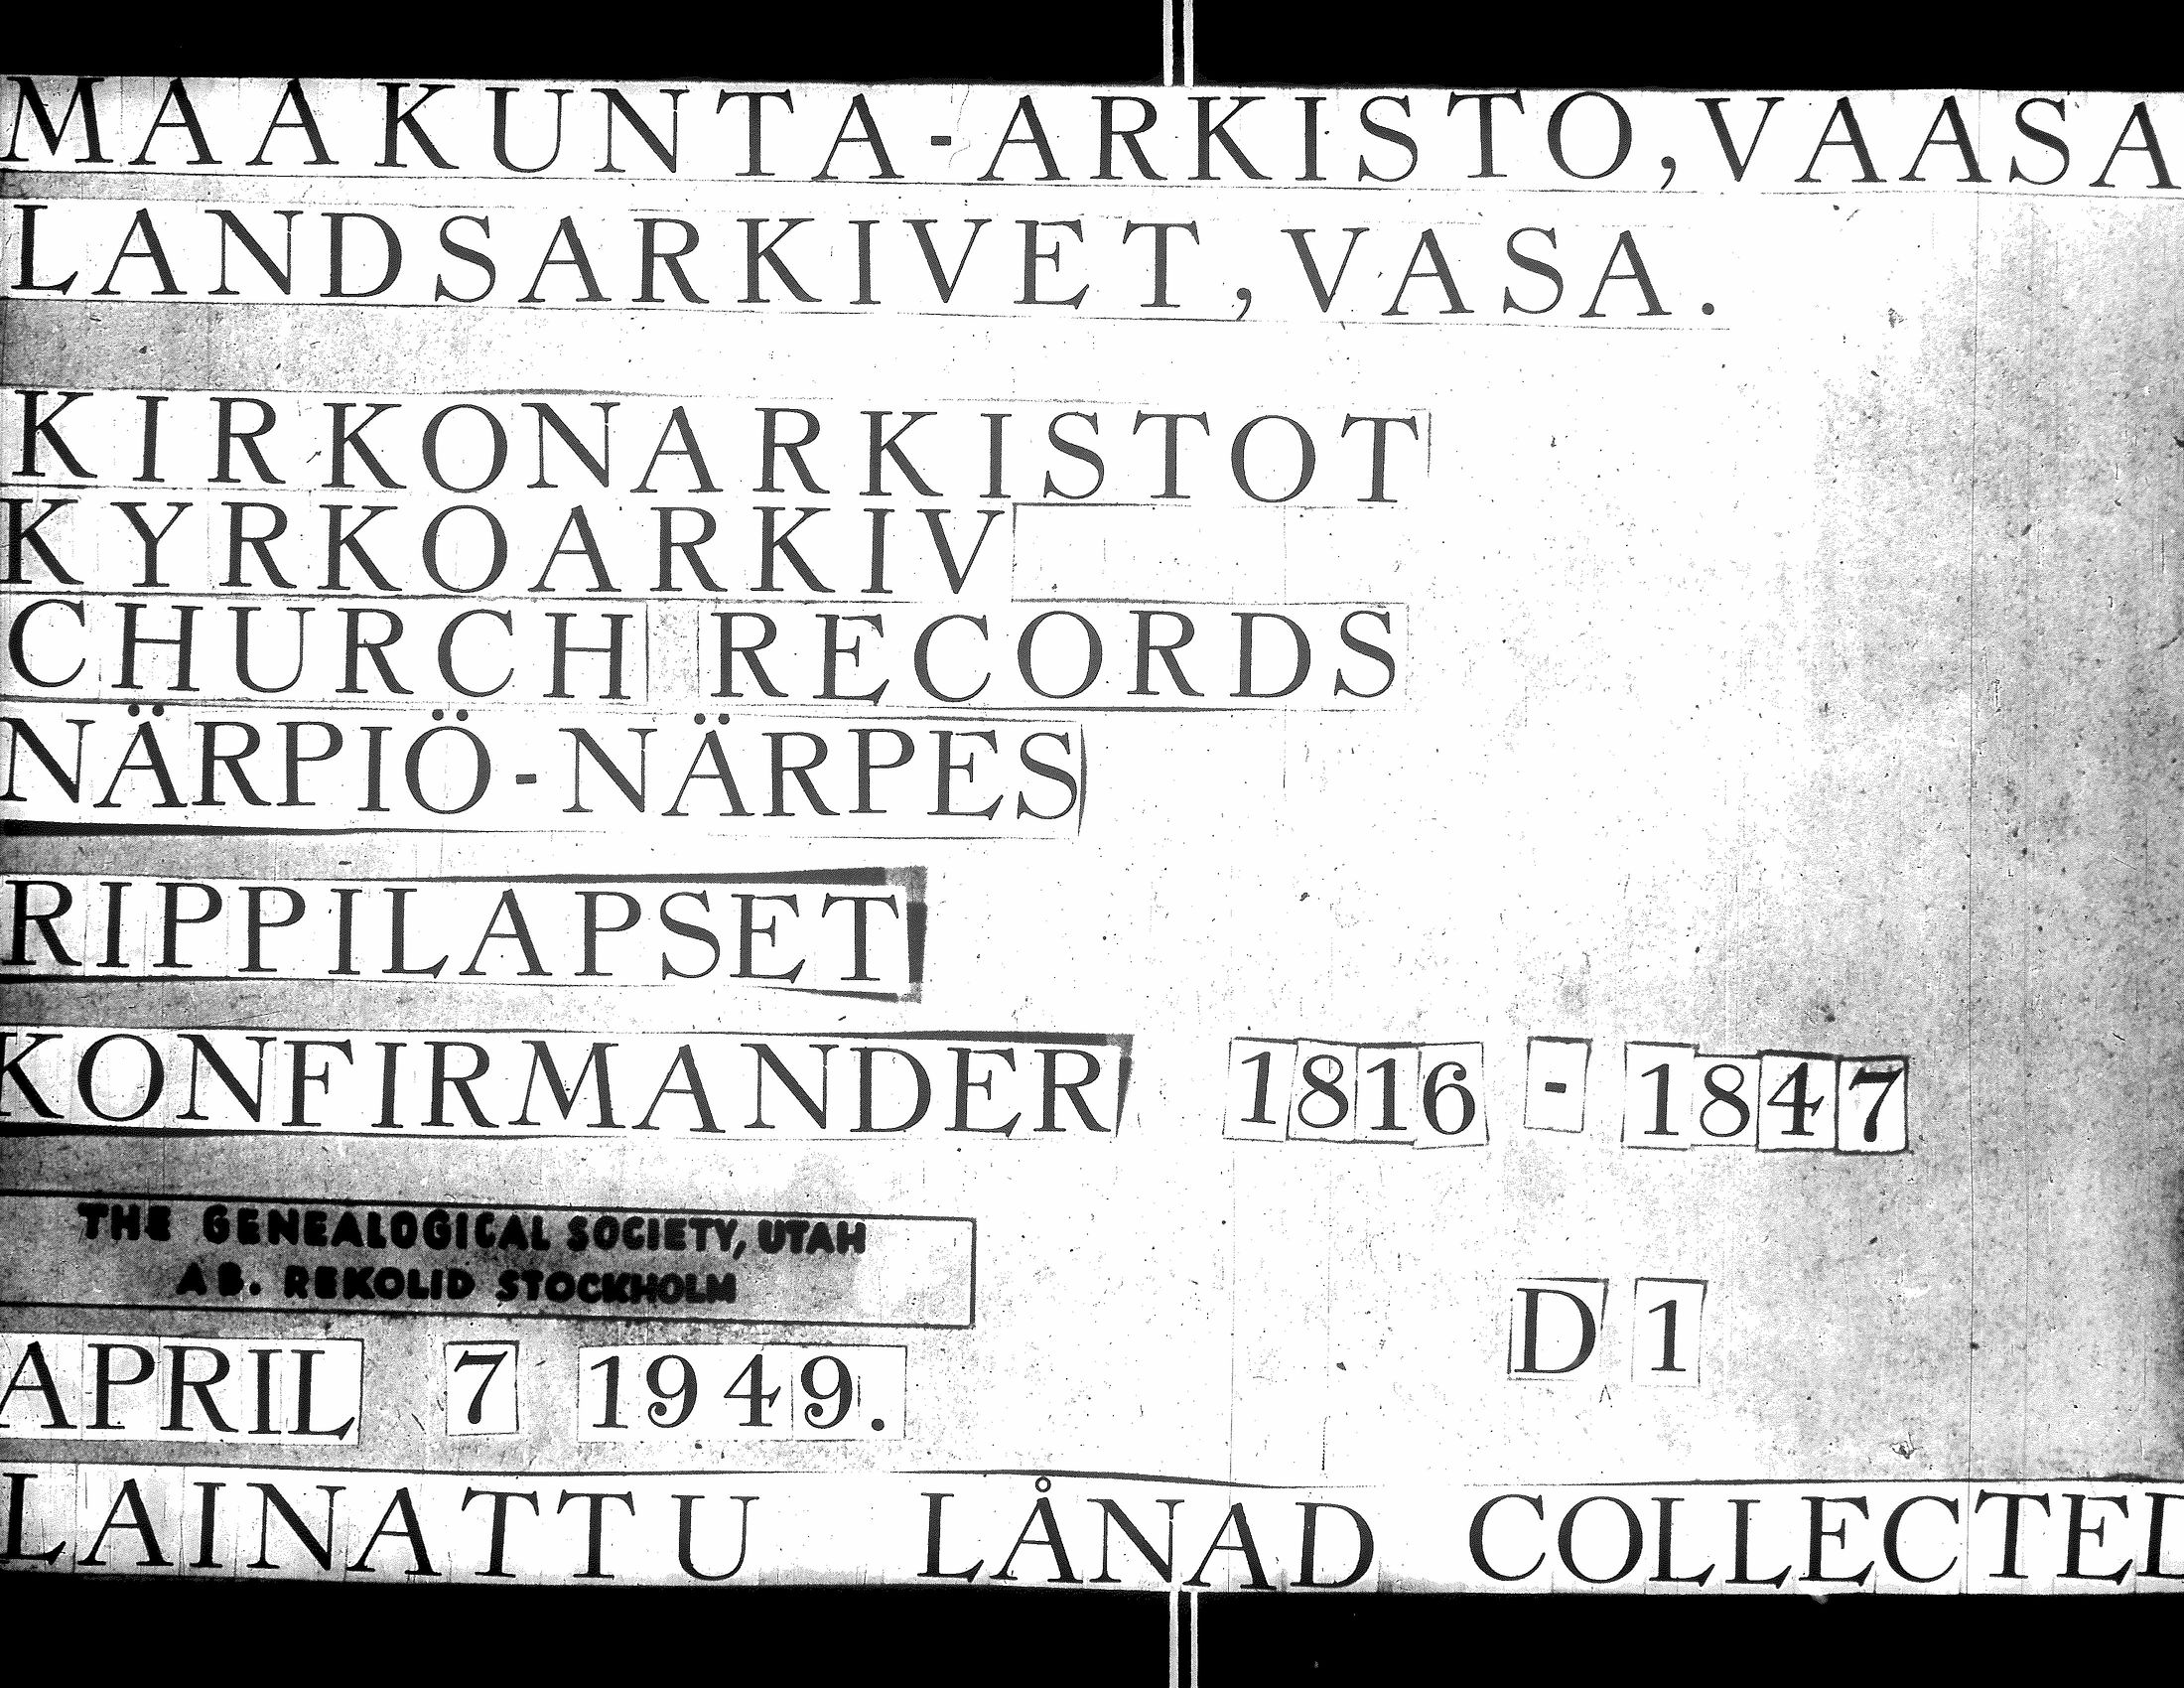 MAAKUNTA-ARKISTO, VAASA
LANDSARKIVET, VASA.
KIRKONARKISTOT
KYRKOARKIV
CHURCH RECORDS
NÄRPIÖ-NÄRPES
RIPPILAPSET
KONFIRMANDER 1816 - 1847
THE GENEALOGICAL SOCIETY, UTAH
AB. REKOLID STOCKHOLM
D 1
APRIL 7 1949.
LAINATTU LÅNAD COLLECTED